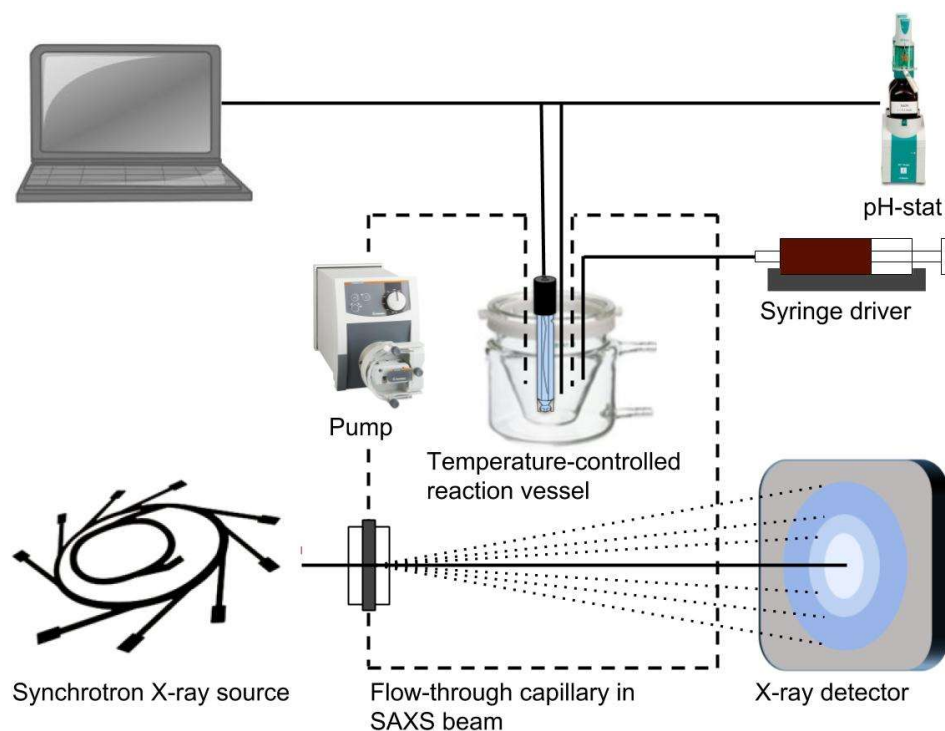 pH-stat
Syringe driver
Pump
Temperature-controlled
reaction vessel
Synchrotron X-ray source
Flow-through capillary in
SAXS beam
X-ray detector